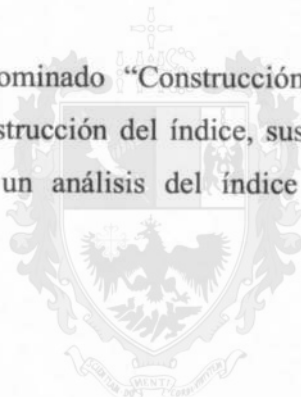 ominado “Construcción
strucción del índice, sus
un análisis del índice